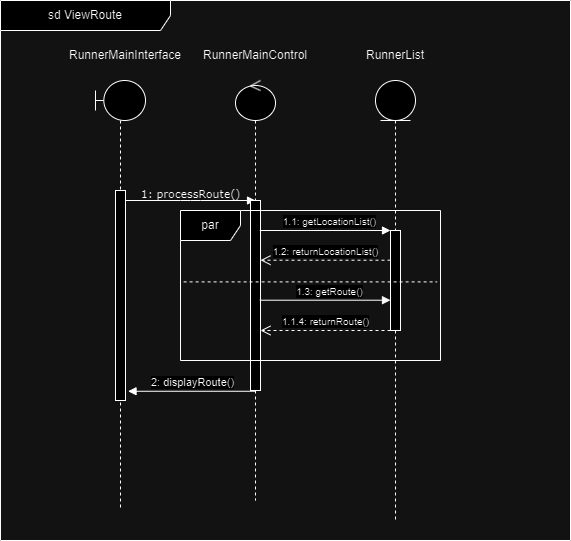 sd ViewRoute
RunnerMainInterface
RunnerMainControl
RunnerList
1: processRoute()
par
1.1: getLocationList()
1.2: returnLocationList()
1.3: getRoute()
1.1.4: returnRoute()
2: displayRoute()